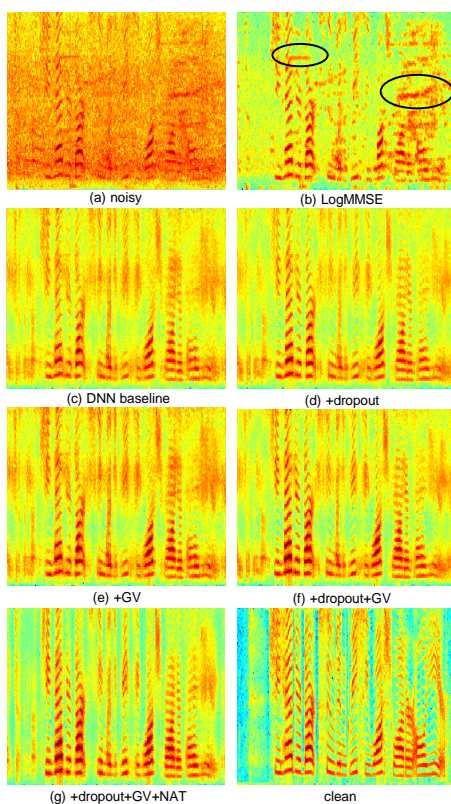 (a) noisy
(b) LogMMSE
(c) DNN baseline
(d) +dropout
(e) +GV
(f) +dropout+GV
(g) +dropout+GV+NAT
clean